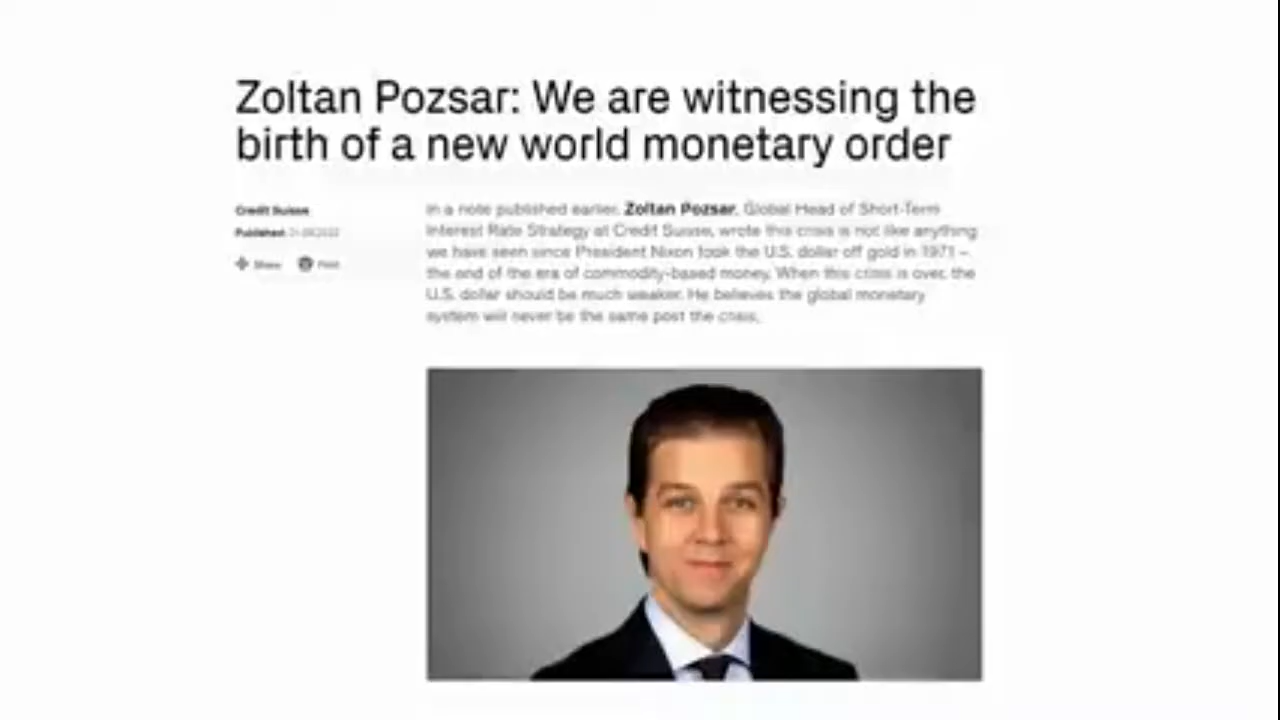 Zoltan Pozsar: We are witnessing the
birth of a new world monetary order
Credit Suisse
Published
Share Print
In a note published earlier, Zoltan Pozsar, Global Head of Short-Term
Interest Rate Strategy at Credit Suisse, wrote this crisis is not like anything
we have seen since President Nixon took the U.S. dollar off gold in 1971 –
the end of the era of commodity-based money. When this crisis is over, the
U.S. dollar should be much weaker. He believes the global monetary
system will never be the same post the crisis.